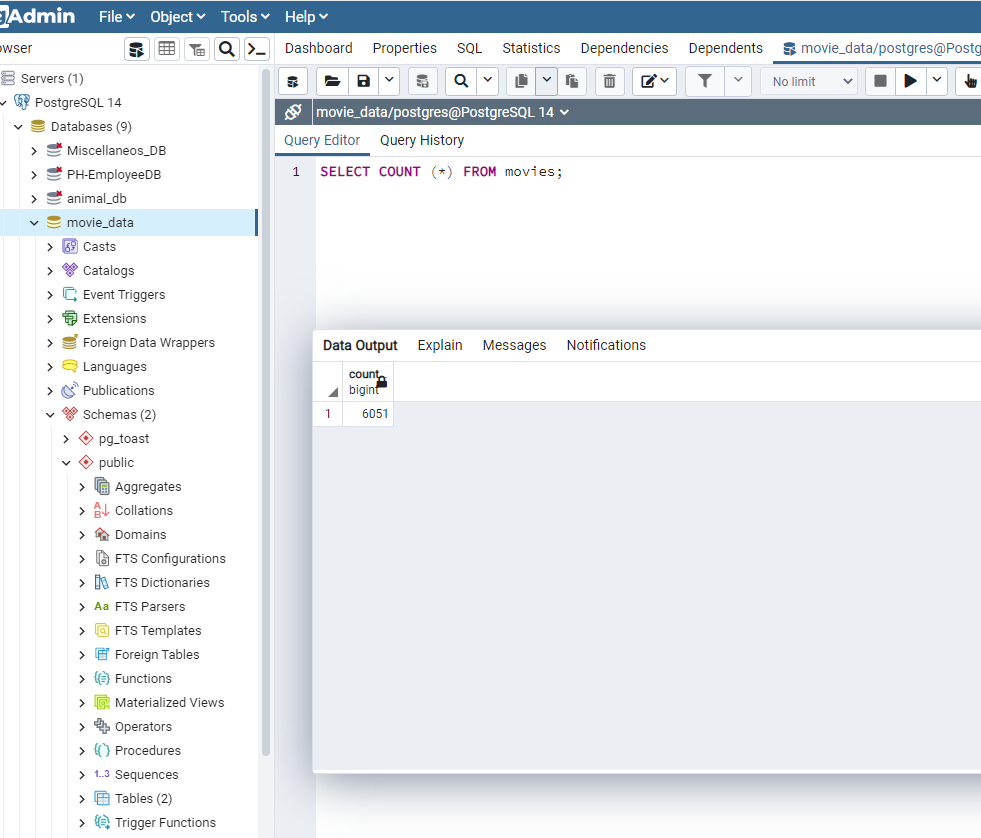 gAdmin File Object Tools Help
owser
Dashboard Properties SQL Statistics Dependencies Dependents movie_data/postgres@Postg
Servers (1)
PostgreSQL 14
Databases (9)
Miscellaneos_DB
PH-EmployeeDB
animal_db
movie_data
Casts
Catalogs
Event Triggers
Extensions
Foreign Data Wrappers
Languages
Publications
Schemas (2)
pg_toast
public
Aggregates
Collations
Domains
FTS Configurations
FTS Dictionaries
Aa FTS Parsers
FTS Templates
Foreign Tables
Functions
Materialized Views
Operators
Procedures
1..3 Sequences
Tables (2)
Trigger Functions
No limit
movie_data/postgres@PostgreSQL 14
Query Editor Query History
1 SELECT COUNT (*) FROM movies;
Data Output Explain Messages Notifications
count
bigint
1 6051